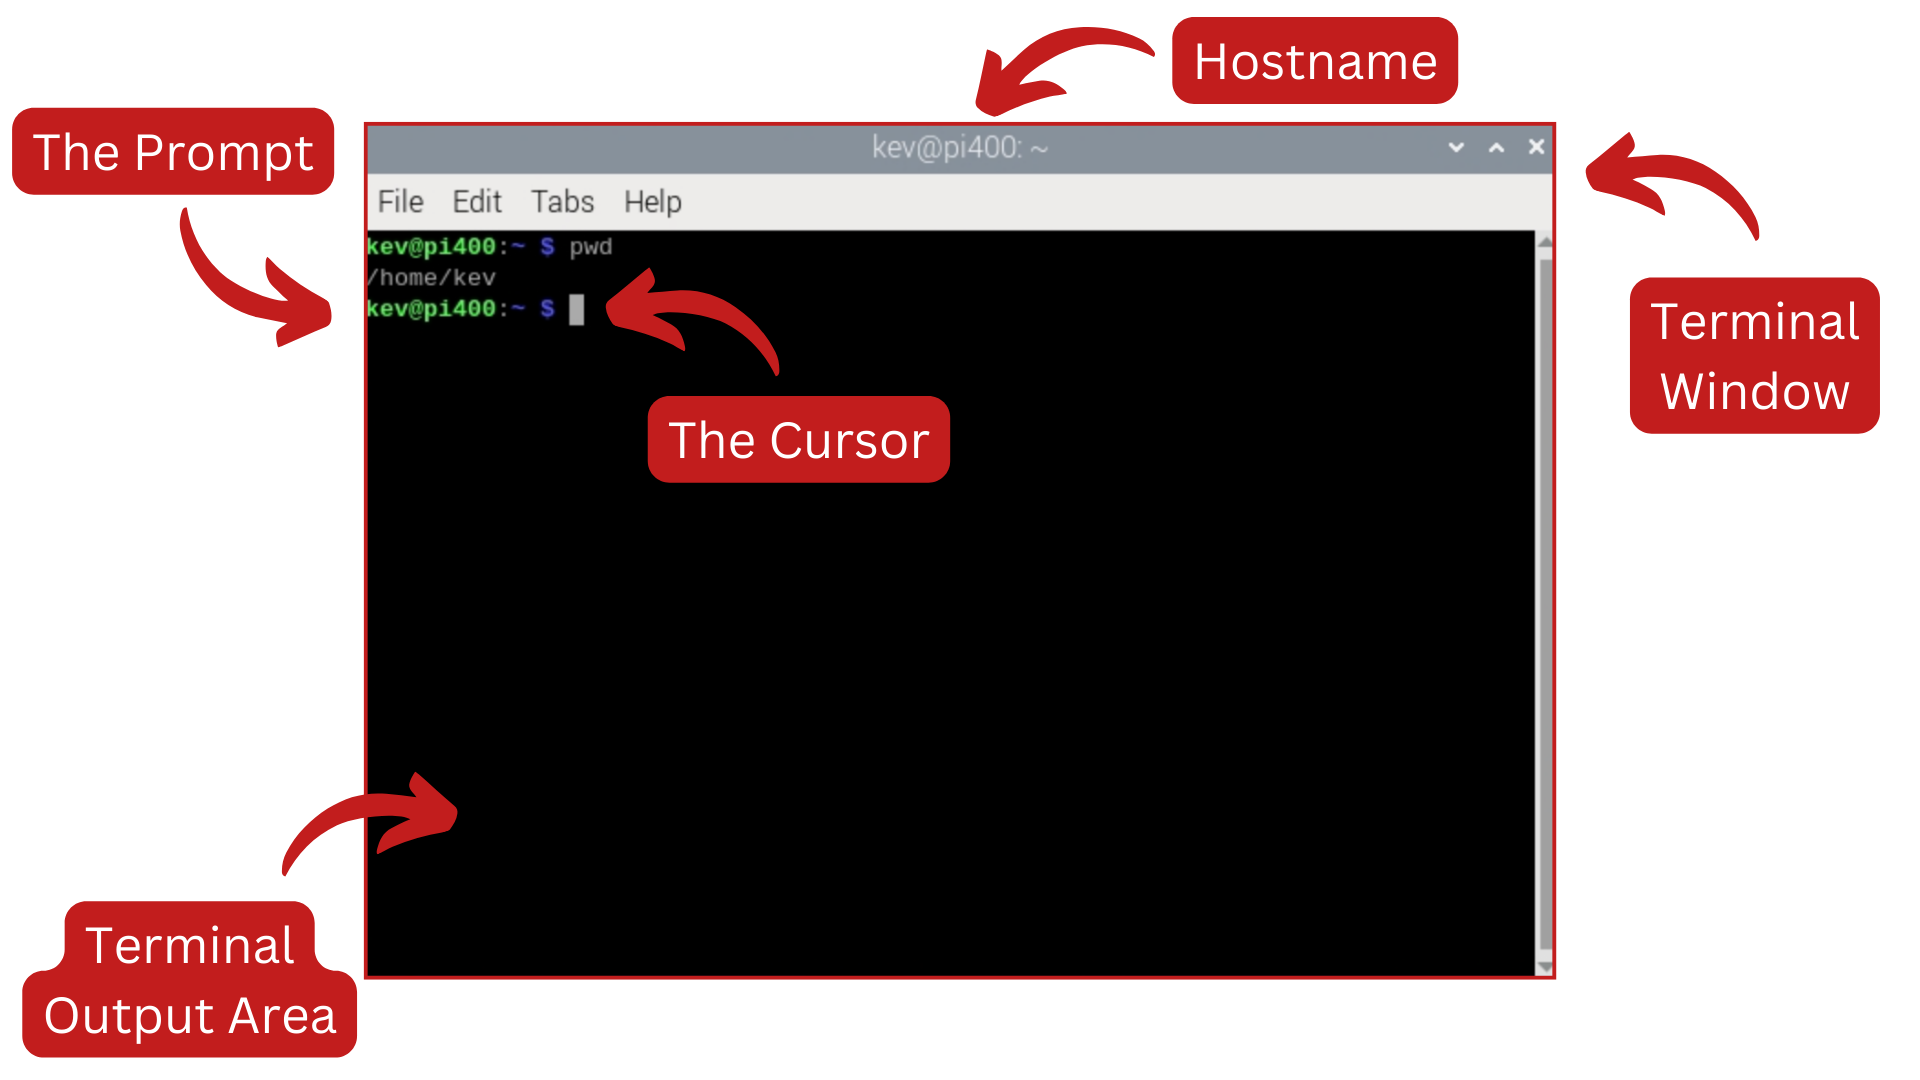 Hostname
The Prompt
kev@pi400: ~
File Edit Tabs Help
kev@pi400:~ $ pwd
/home/kev
kev@pi400:~ $
Terminal
Window
The Cursor
Terminal
Output Area